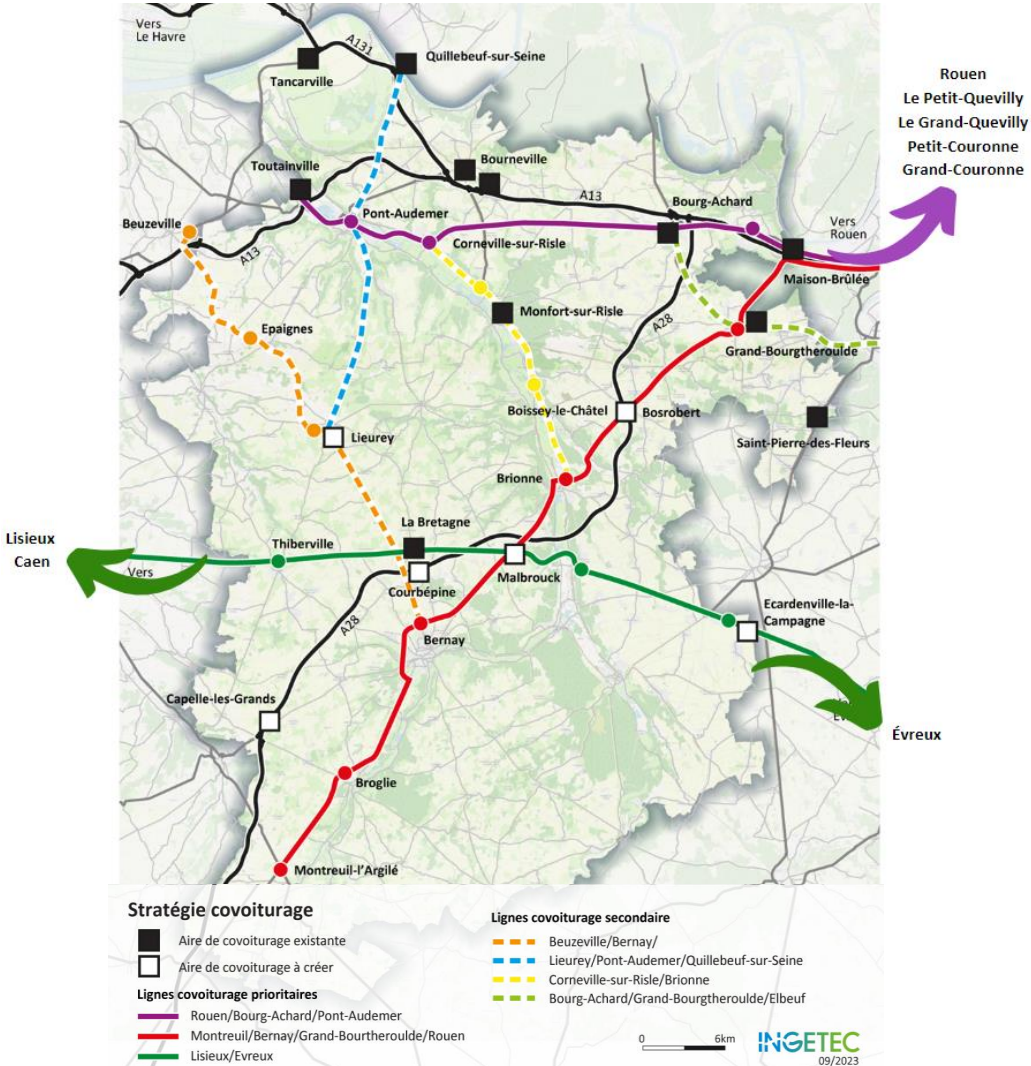 Vers
Le Havre
A131
Quillebeuf-sur-Seine
Tancarville
Rouen
Le Petit-Quevilly
Le Grand-Quevilly
Petit-Couronne
Grand-Couronne
Toutainville
Bourneville
A13
Bourg-Achard
Beuzeville
Pont-Audemer
Corneville-sur-Risle
Vers
Rouen
A13
Maison-Brûlée
Monfort-sur-Risle
Epaignes
A28
Grand-Bourgtheroulde
Boissey-le-Châtel
Bosrobert
Lieurey
Saint-Pierre-des-Fleurs
Brionne
La Bretagne
Lisieux
Caen
Thiberville
Vers
Malbrouck
Courbépine
Ecardenville-la-
Campagne
A28
Bernay
Capelle-les-Grands
Évreux
Broglie
Montreuil-l'Argilé
Stratégie covoiturage
Aire de covoiturage existante
Aire de covoiturage à créer
Lignes covoiturage prioritaires
Rouen/Bourg-Achard/Pont-Audemer
Montreuil/Bernay/Grand-Bourtheroulde/Rouen
Lisieux/Evreux
Lignes covoiturage secondaire
Beuzeville/Bernay/
Lieurey/Pont-Audemer/Quillebeuf-sur-Seine
Corneville-sur-Risle/Brionne
Bourg-Achard/Grand-Bourgtheroulde/Elbeuf
0 6km
INGETEC
09/2023